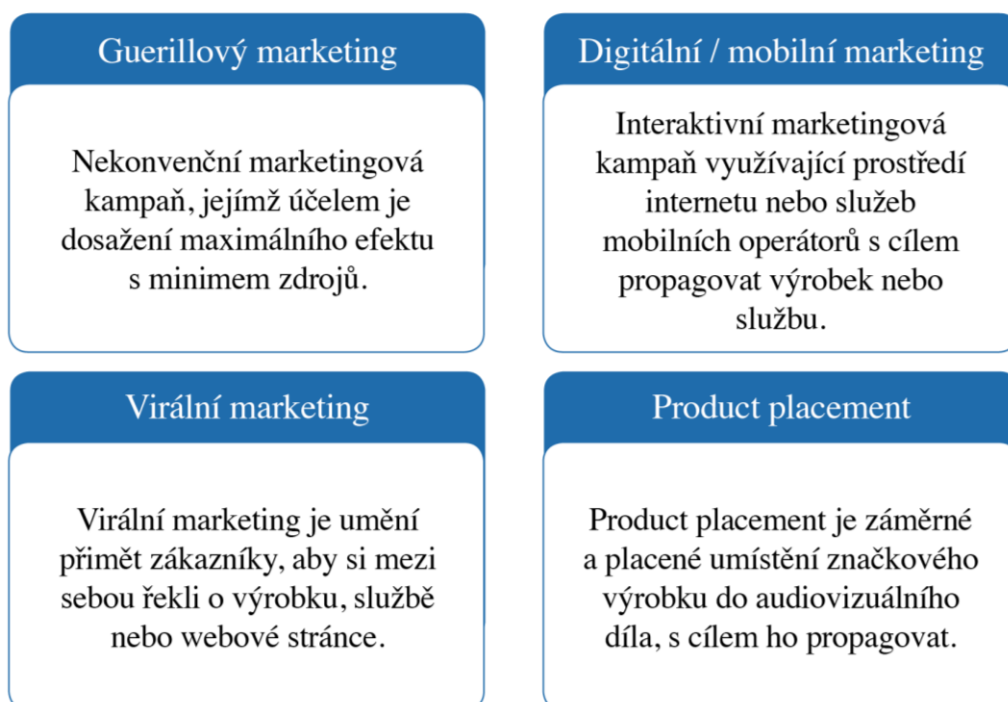 Guerillový marketing
Nekonvenční marketingová
kampaň, jejímž účelem je
dosažení maximálního efektu
s minimem zdrojů.
Digitální / mobilní marketing
Interaktivní marketingová
kampaň využívající prostředí
internetu nebo služeb
mobilních operátorů s cílem
propagovat výrobek nebo
službu.
Virální marketing
Virální marketing je umění
přimět zákazníky, aby si mezi
sebou řekli o výrobku, službě
nebo webové stránce.
Product placement
Product placement je záměrné
a placené umístění značkového
výrobku do audiovizuálního
díla, s cílem ho propagovat.